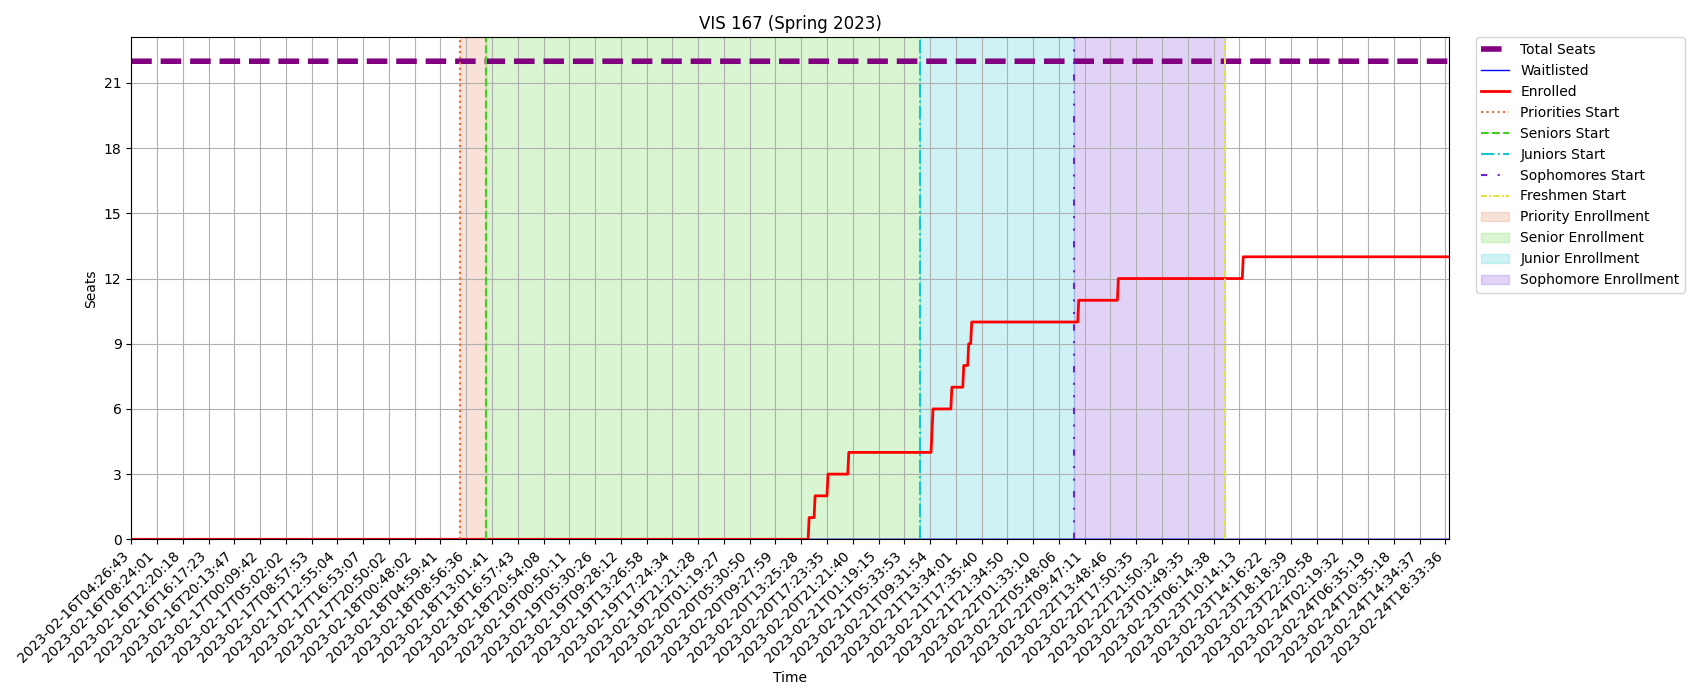 VIS 167 (Spring 2023)
21
18
15
12
9
6
3
0
Seats
2023-02-16T04:26:43
2023-02-16T08:24:01
2023-02-16T12:20:18
2023-02-16T16:17:23
2023-02-16T20:13:47
2023-02-17T00:09:42
2023-02-17T05:02:02
2023-02-17T08:57:53
2023-02-17T12:55:04
2023-02-17T16:53:07
2023-02-17T20:50:02
2023-02-18T00:48:02
2023-02-18T04:59:41
2023-02-18T08:56:36
2023-02-18T13:01:41
2023-02-18T16:57:43
2023-02-18T20:54:08
2023-02-19T00:50:11
2023-02-19T05:30:26
2023-02-19T09:28:12
2023-02-19T13:26:58
2023-02-19T17:24:34
2023-02-19T21:21:28
2023-02-20T01:19:27
2023-02-20T05:30:50
2023-02-20T09:27:59
2023-02-20T13:25:28
2023-02-20T17:23:35
2023-02-20T21:21:40
2023-02-21T01:19:15
2023-02-21T05:33:53
2023-02-21T09:31:54
2023-02-21T13:34:01
2023-02-21T17:35:40
2023-02-21T21:34:50
2023-02-22T01:33:10
2023-02-22T05:48:06
2023-02-22T09:47:11
2023-02-22T13:48:46
2023-02-22T17:50:35
2023-02-22T21:50:32
2023-02-23T01:49:35
2023-02-23T06:14:38
2023-02-23T10:14:13
2023-02-23T14:16:22
2023-02-23T18:18:39
2023-02-23T22:20:58
2023-02-24T02:19:32
2023-02-24T06:35:19
2023-02-24T10:35:18
2023-02-24T14:34:37
2023-02-24T18:33:36
Time
Total Seats
Waitlisted
Enrolled
Priorities Start
Seniors Start
Juniors Start
Sophomores Start
Freshmen Start
Priority Enrollment
Senior Enrollment
Junior Enrollment
Sophomore Enrollment